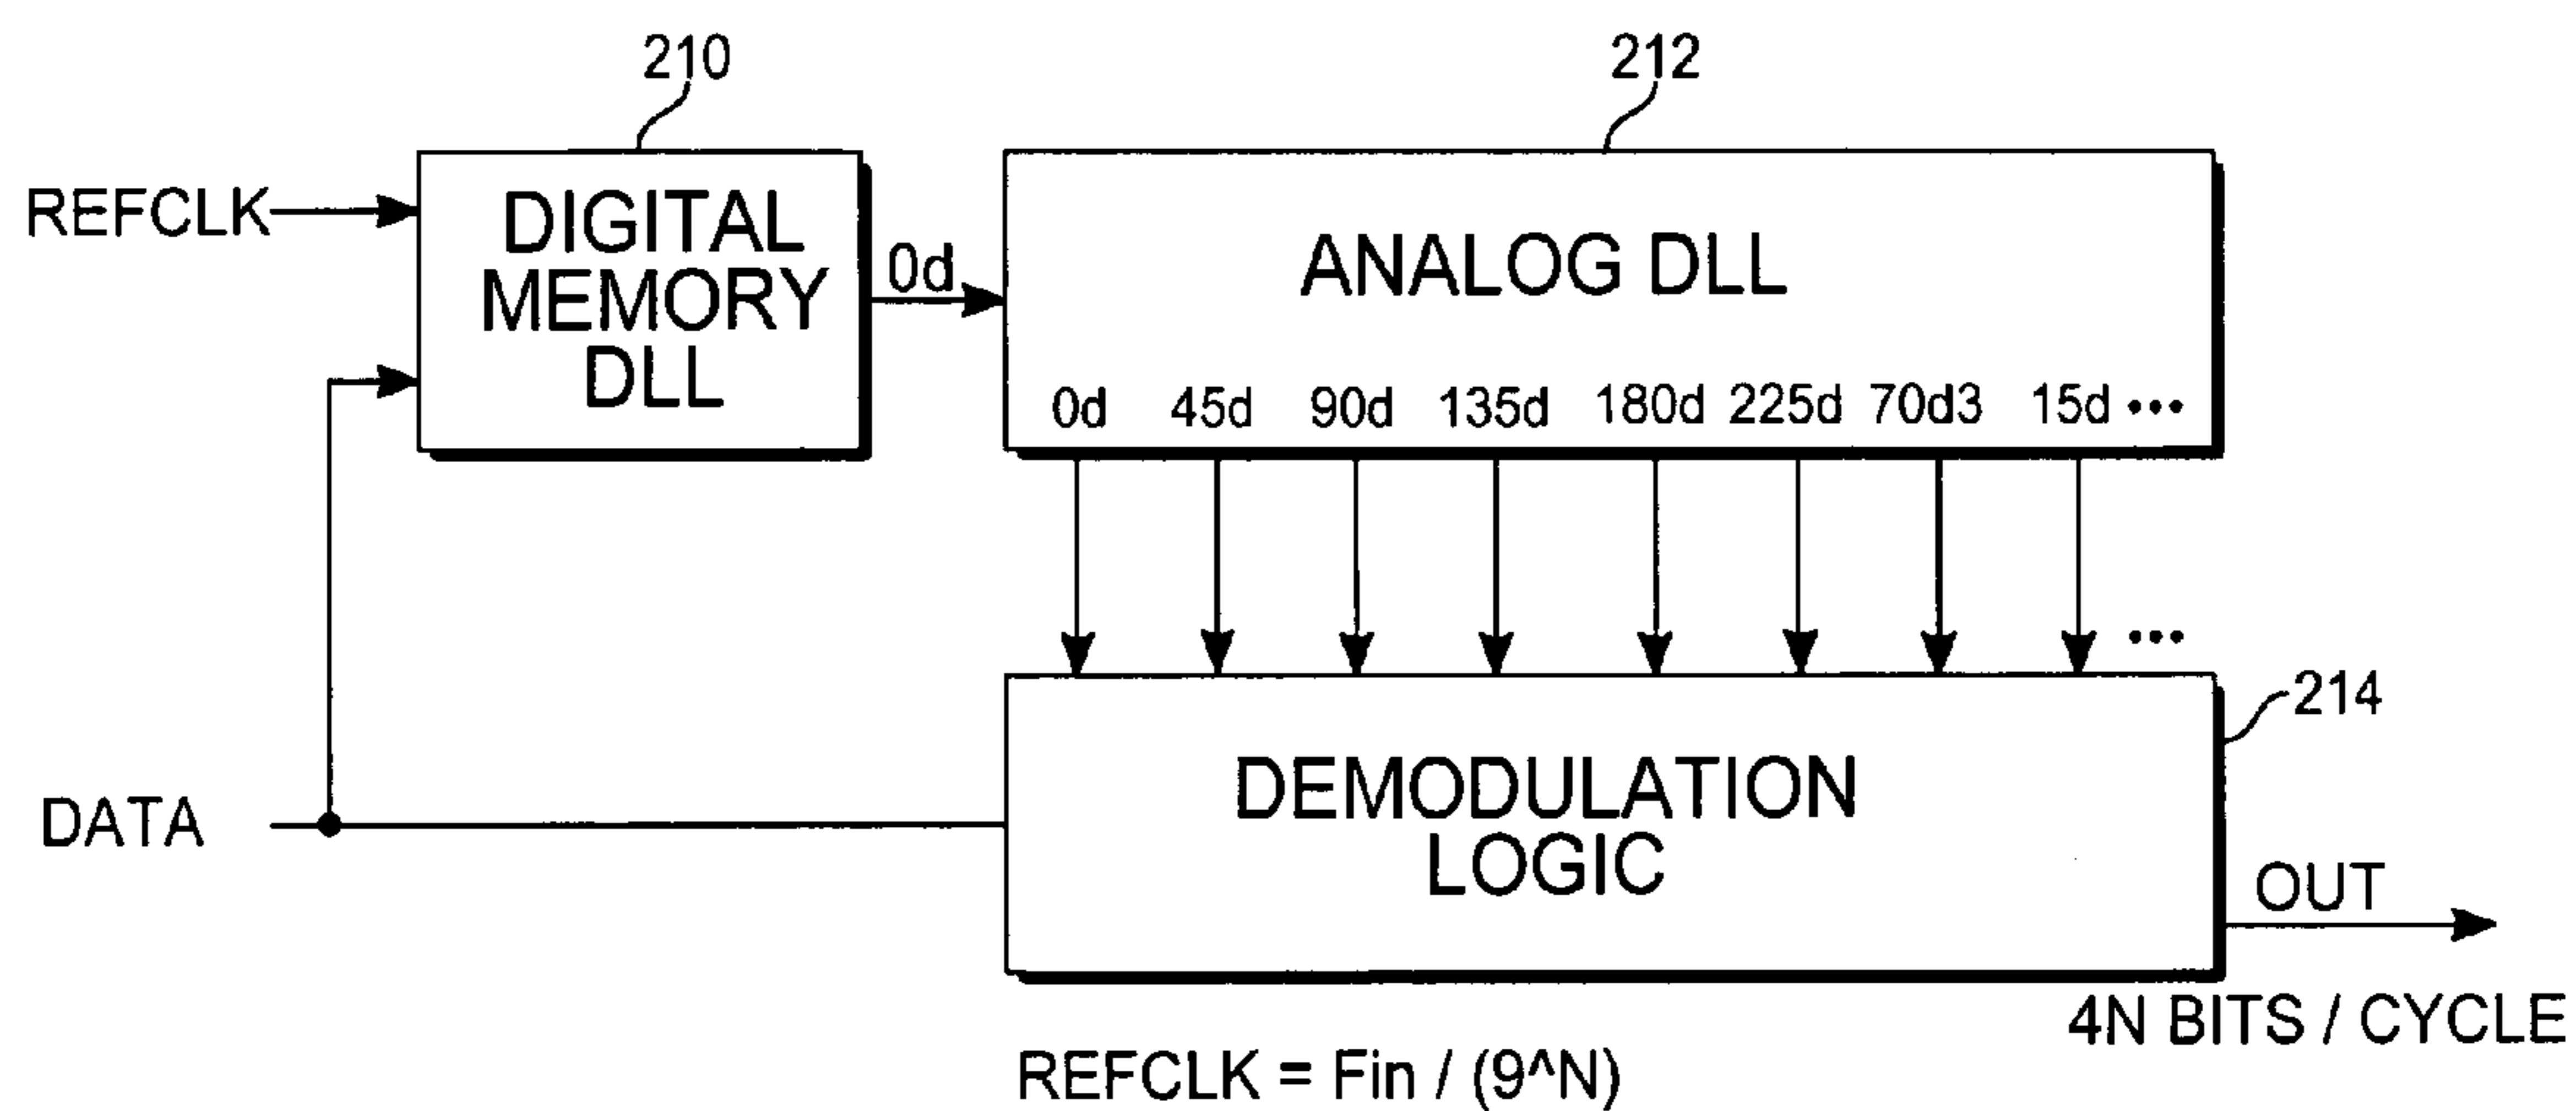 210
212
REFCLK
DIGITAL
MEMORY
DLL
0d
ANALOG DLL
0d 45d 90d 135d 180d 225d 70d3 15d •••
•••
214
DATA
DEMODULATION
LOGIC
OUT
4N BITS / CYCLE
REFCLK = Fin / (9^N)